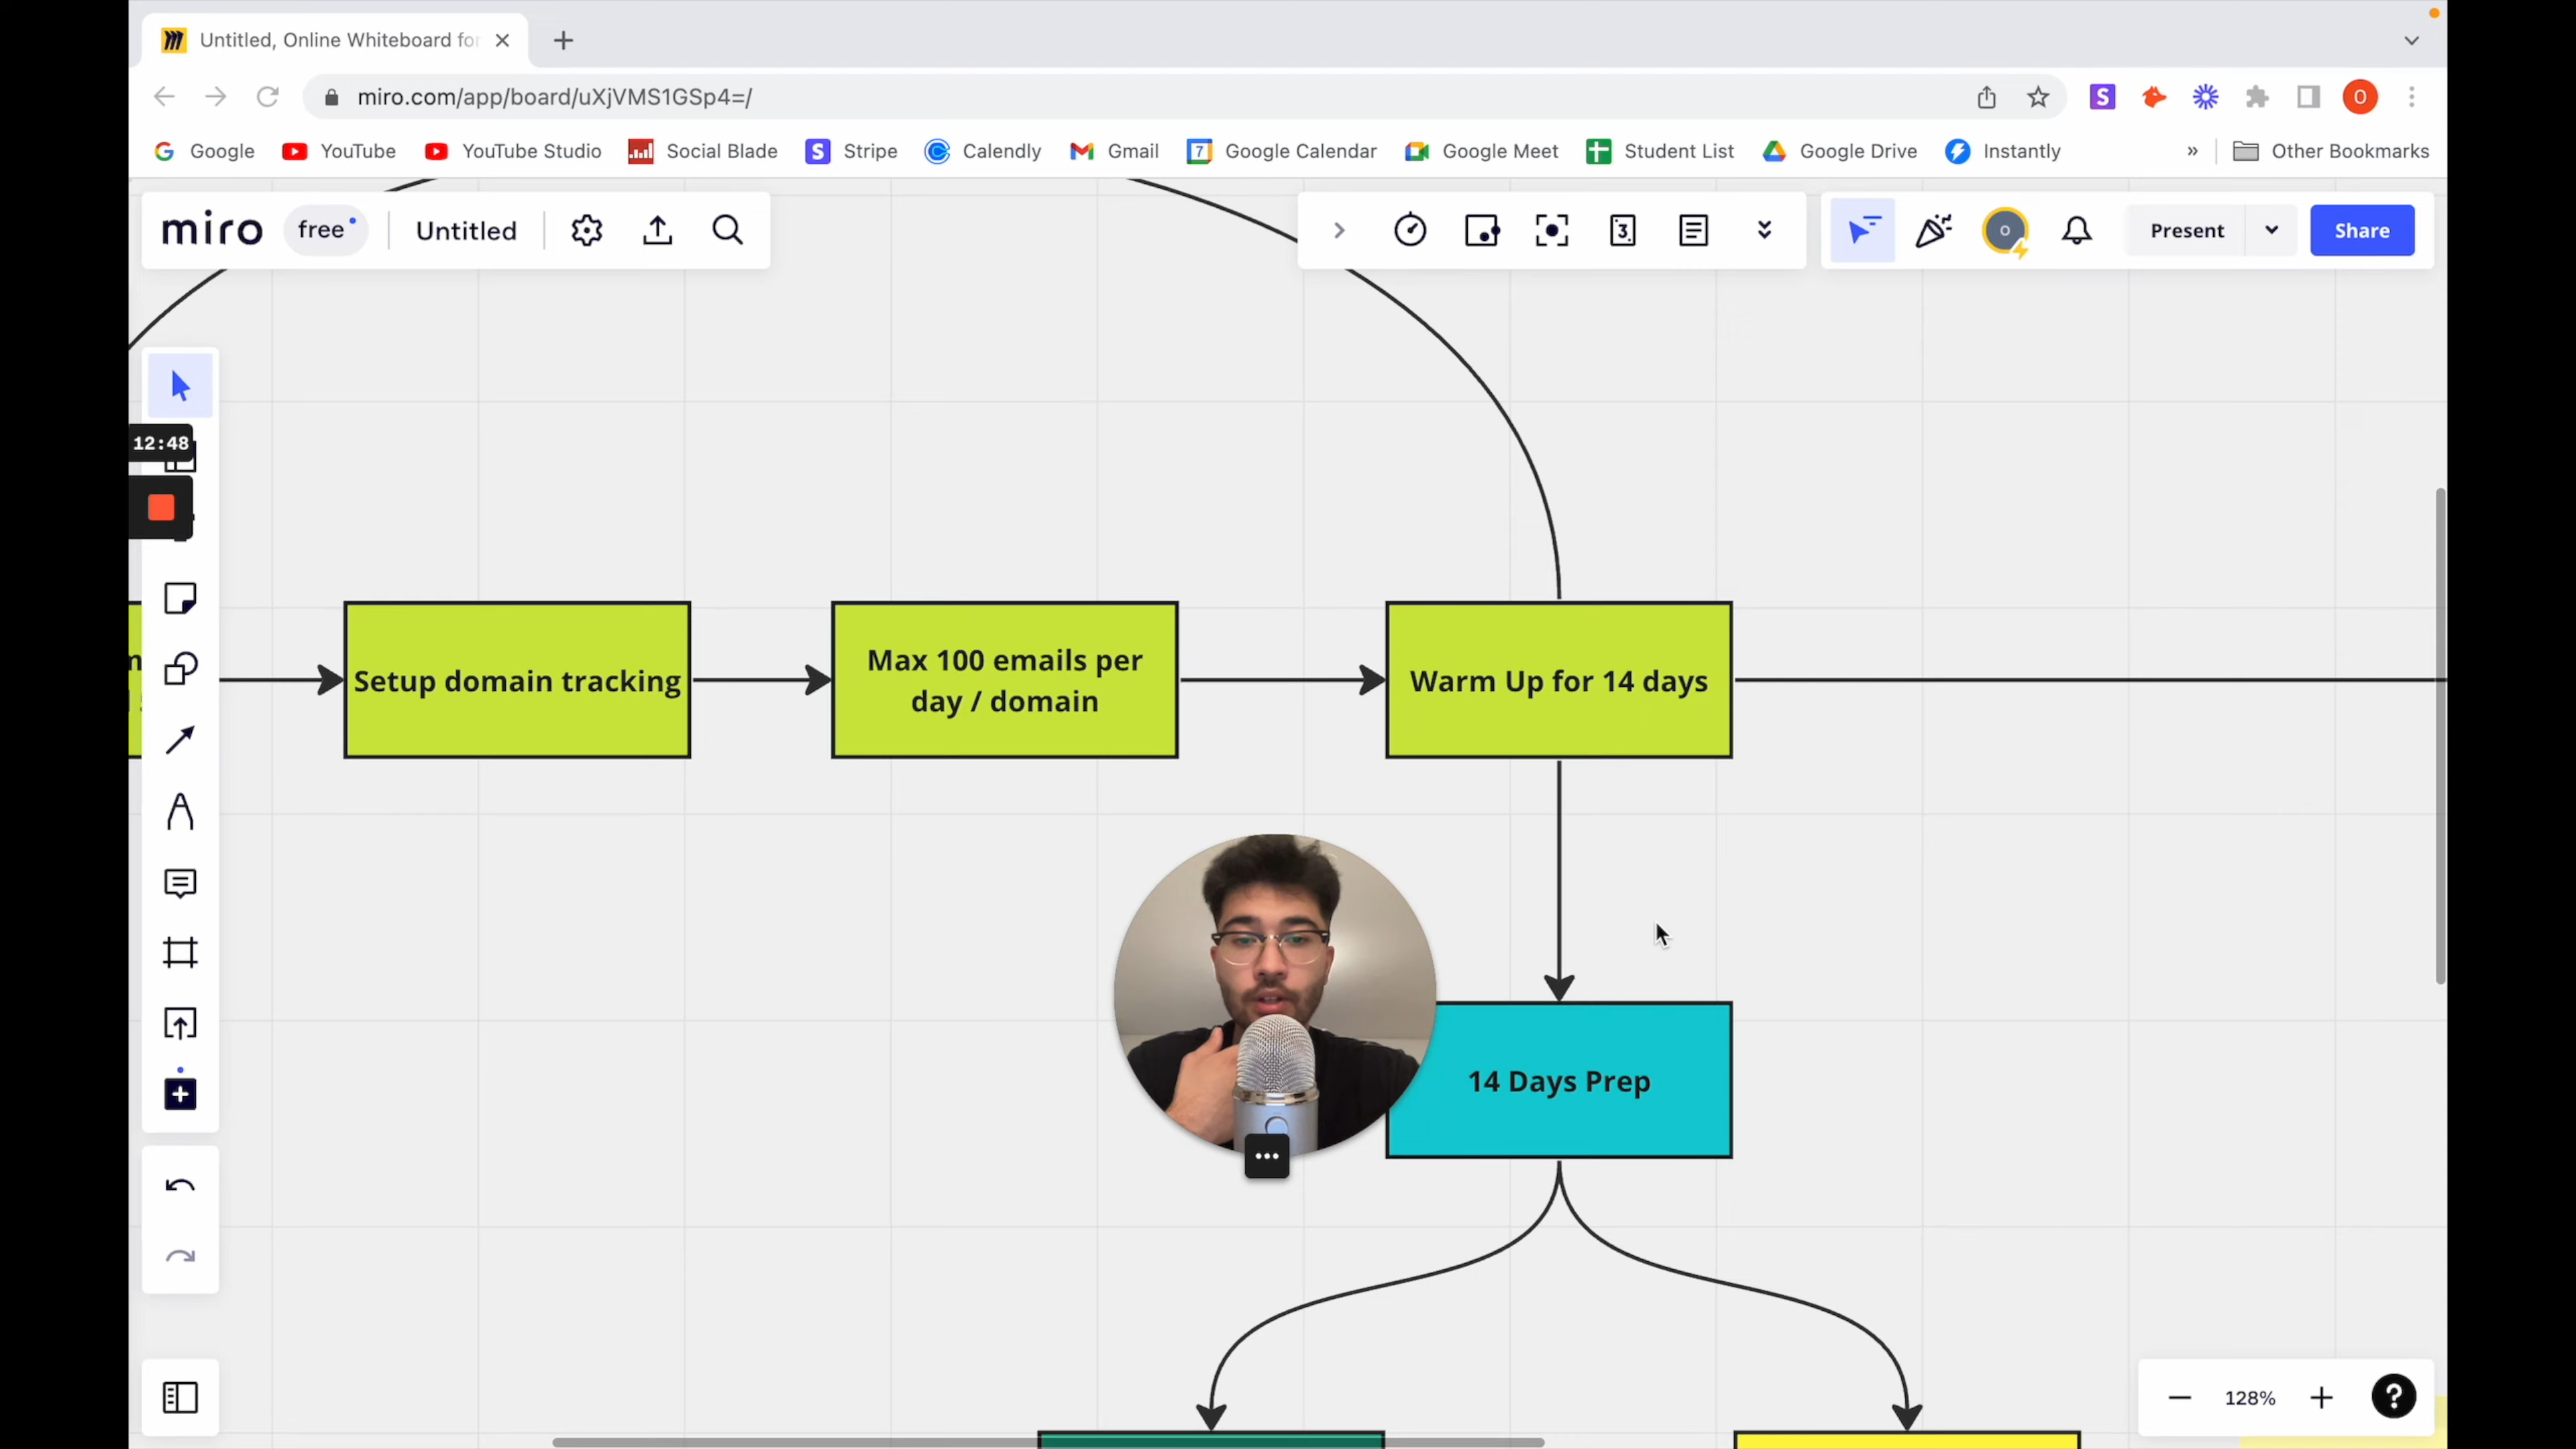 Untitled, Online Whiteboard for
miro.com/app/board/uXjVMS1GSp4=/
O
Google
YouTube
YouTube Studio
Social Blade
S
Stripe
Calendly
Gmail
7
Google Calendar
Google Meet
Student List
Google Drive
Instantly
»
Other Bookmarks
miro
free
Untitled
3
o
Present
Share
12:48
Setup domain tracking
Max 100 emails per
day / domain
Warm Up for 14 days
14 Days Prep
128%
?